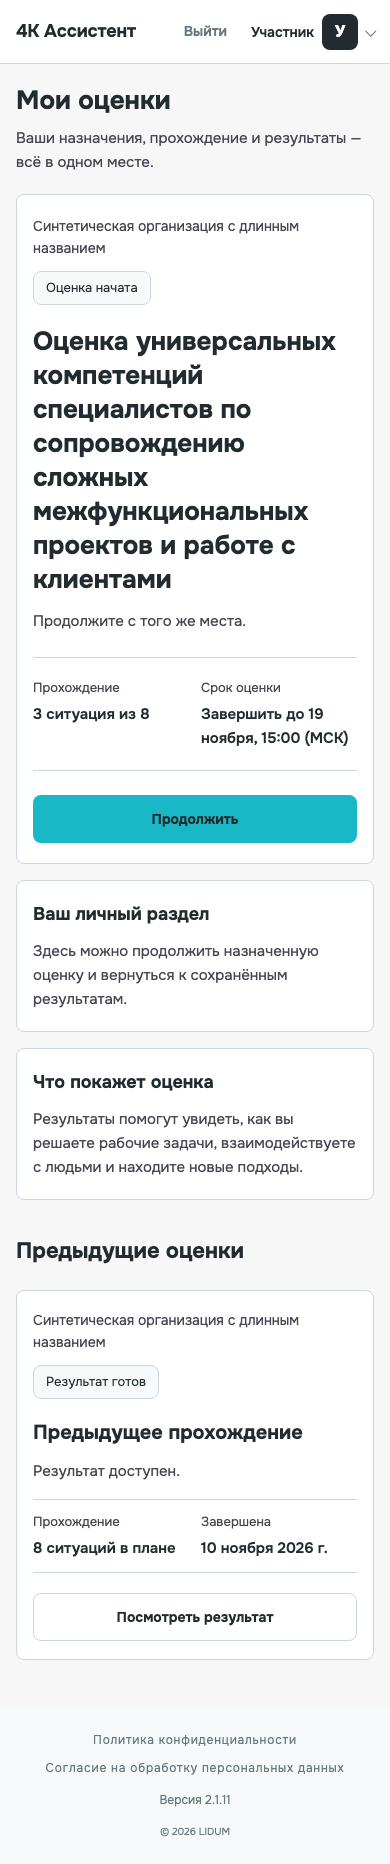 4K Ассистент
Выйти
Участник
У
Мои оценки
Ваши назначения, прохождение и результаты —
всё в одном месте.
Синтетическая организация с длинным
названием
Оценка начата
Оценка универсальных
компетенций
специалистов по
сопровождению
сложных
межфункциональных
проектов и работе с
клиентами
Продолжите с того же места.
Прохождение
3 ситуация из 8
Срок оценки
Завершить до 19
ноября, 15:00 (МСК)
Продолжить
Ваш личный раздел
Здесь можно продолжить назначенную
оценку и вернуться к сохранённым
результатам.
Что покажет оценка
Результаты помогут увидеть, как вы
решаете рабочие задачи, взаимодействуете
с людьми и находите новые подходы.
Предыдущие оценки
Синтетическая организация с длинным
названием
Результат готов
Предыдущее прохождение
Результат доступен.
Прохождение
8 ситуаций в плане
Завершена
10 ноября 2026 г.
Посмотреть результат
Политика конфиденциальности
Согласие на обработку персональных данных
Версия 2.1.11
© 2026 LIDUM